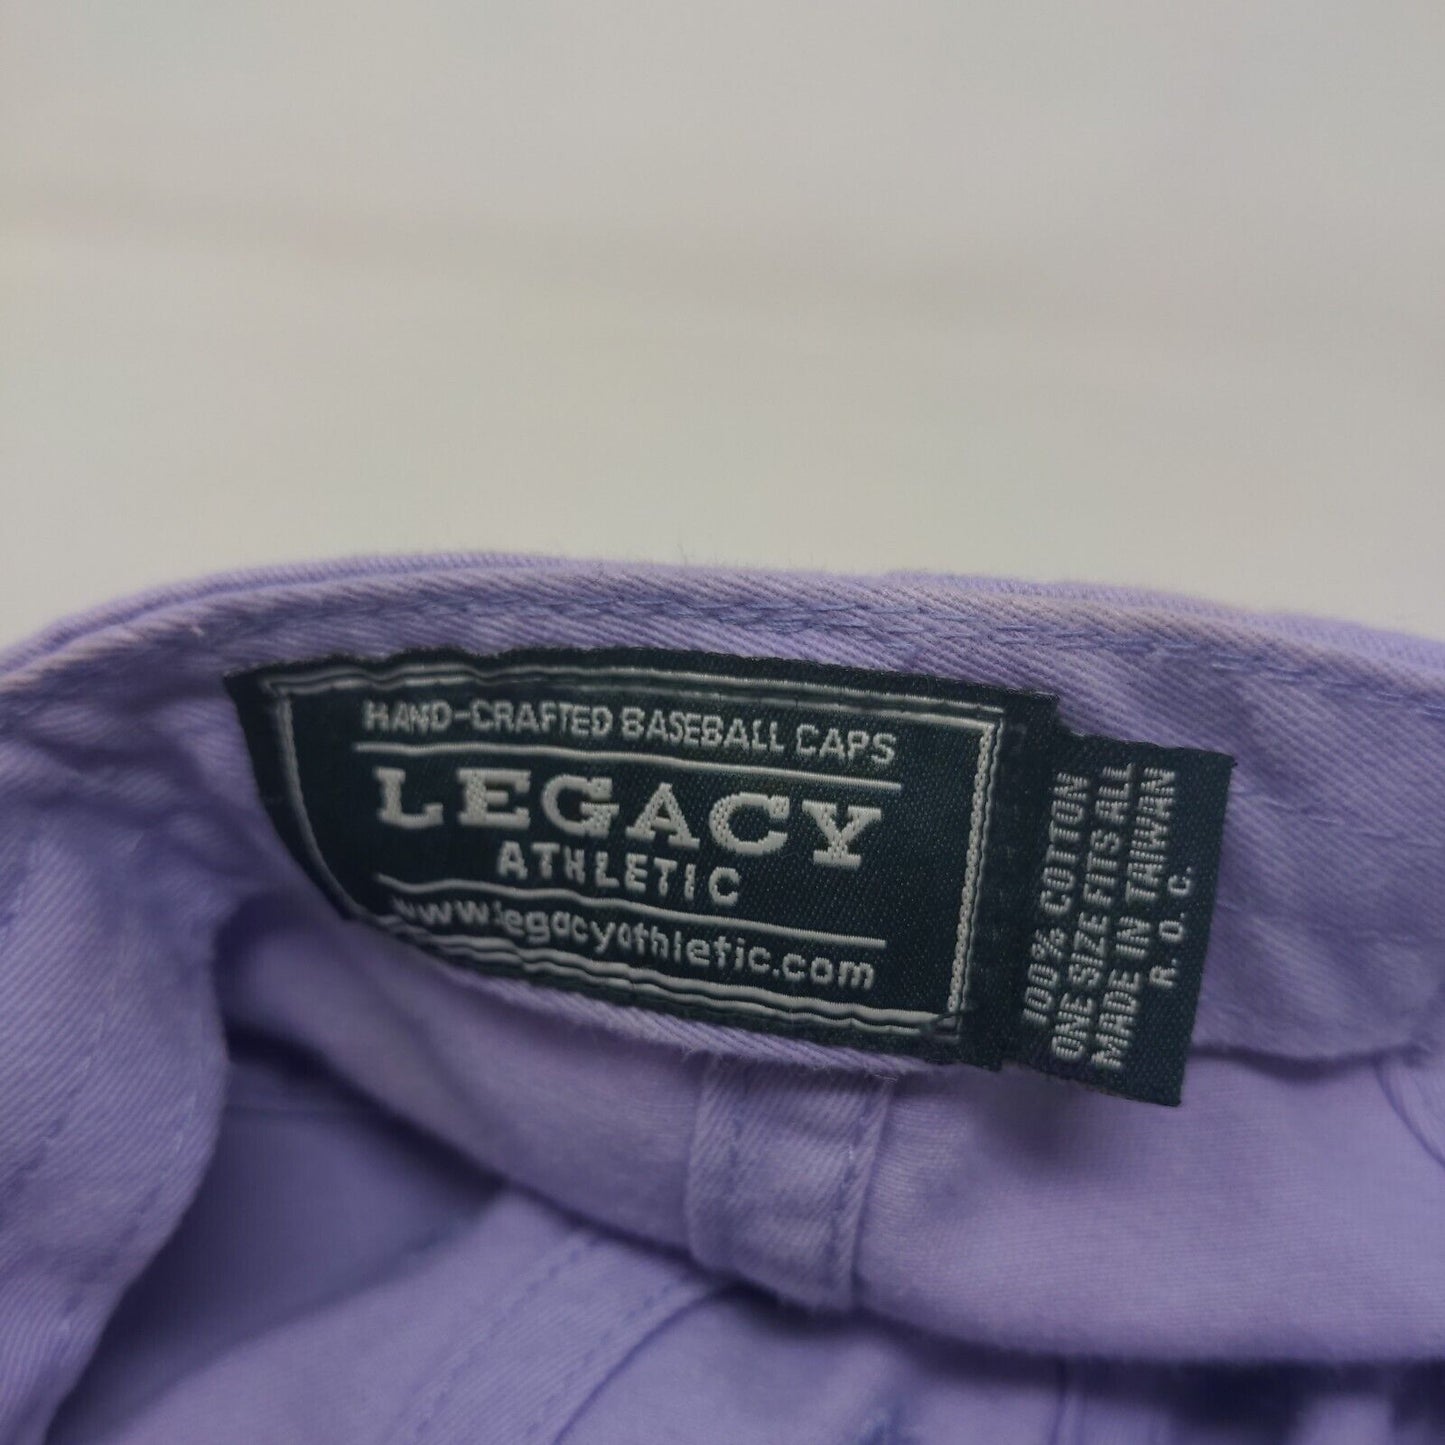 HAND-CRAFTED BASEBALL CAPS
LEGACY
ATHLETIC
www.legacyathletic.com
100% COTTON
ONE SIZE FITS ALL
MADE IN TAIWAN
R. O. C.